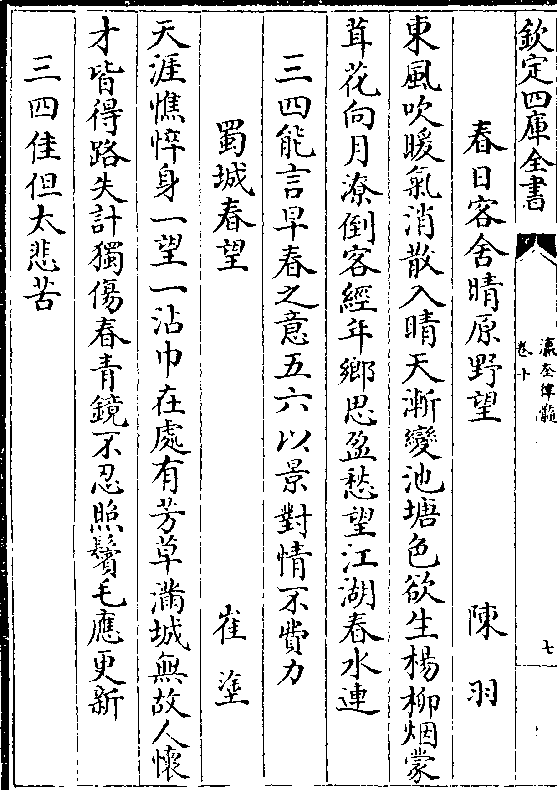 欽定四庫全書
瀛奎律髓
卷十
七
春日客舍晴原野望 陳羽
東風吹暖氣消散入晴天漸變池塘色欲生楊柳烟蒙
茸花向月潦倒客經年鄉思盈愁望江湖春水連
三四能言早春之意五六以景對情不費力
蜀城春望 崔塗
天涯憔悴身一望一沾巾在處有芳草滿城無故人懷
才皆得路失計獨傷春青鏡不忍照鬢毛應更新
三四佳但太悲苦